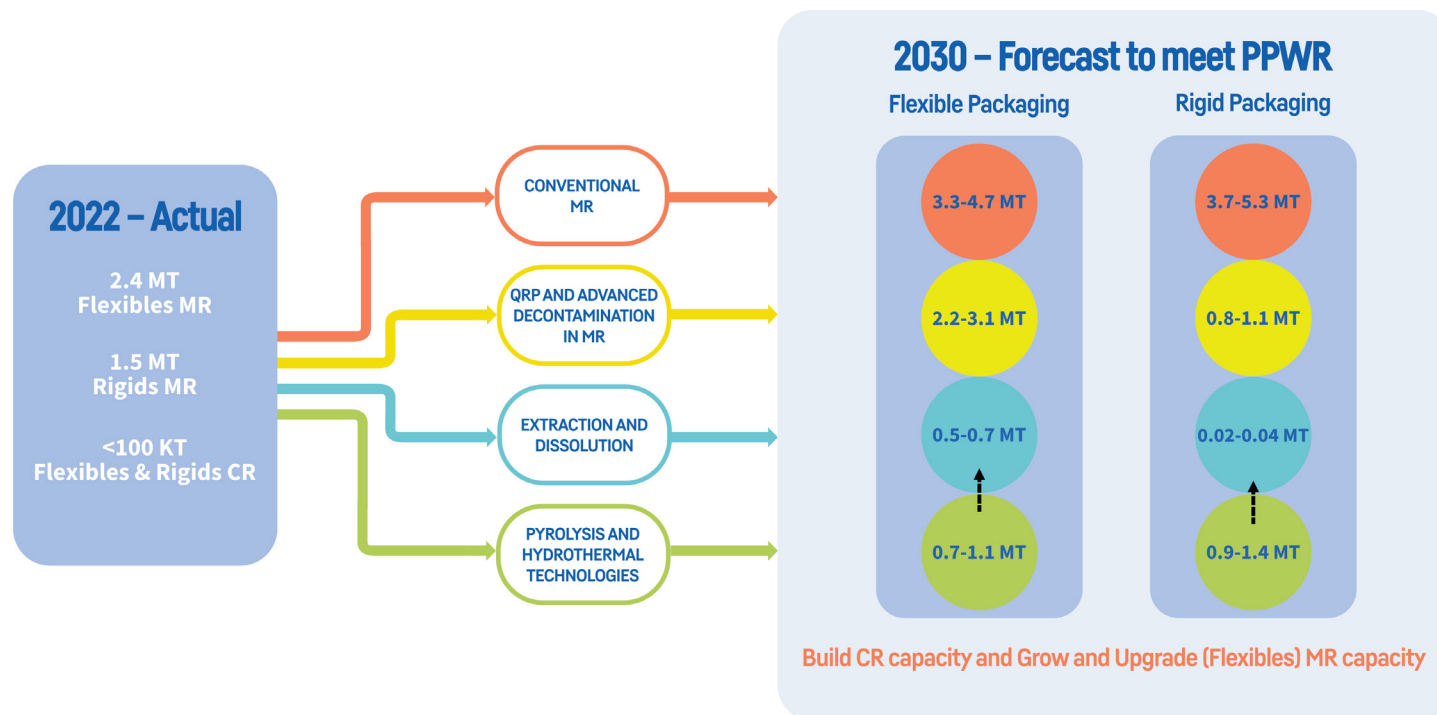 2022 – Actual
2.4 MT
Flexibles MR
1.5 MT
Rigids MR
<100 KT
Flexibles & Rigids CR
CONVENTIONAL
MR
QRP AND ADVANCED
DECONTAMINATION
IN MR
EXTRACTION AND
DISSOLUTION
PYROLYSIS AND
HYDROTHERMAL
TECHNOLOGIES
2030 – Forecast to meet PPWR
Flexible Packaging
3.3-4.7 MT
2.2-3.1 MT
0.5-0.7 MT
0.7-1.1 MT
Rigid Packaging
3.7-5.3 MT
0.8-1.1 MT
0.02-0.04 MT
0.9-1.4 MT
Build CR capacity and Grow and Upgrade (Flexibles) MR capacity